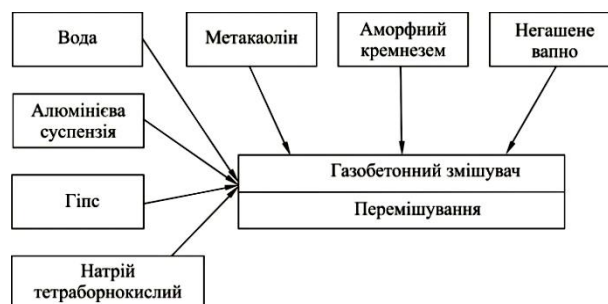 Вода
Метакаолін
Аморфний
кремнезем
Негашене
вапно
Алюмінієва
суспензія
Газобетонний змішувач
Гіпс
Перемішування
Натрій
тетраборнокислий